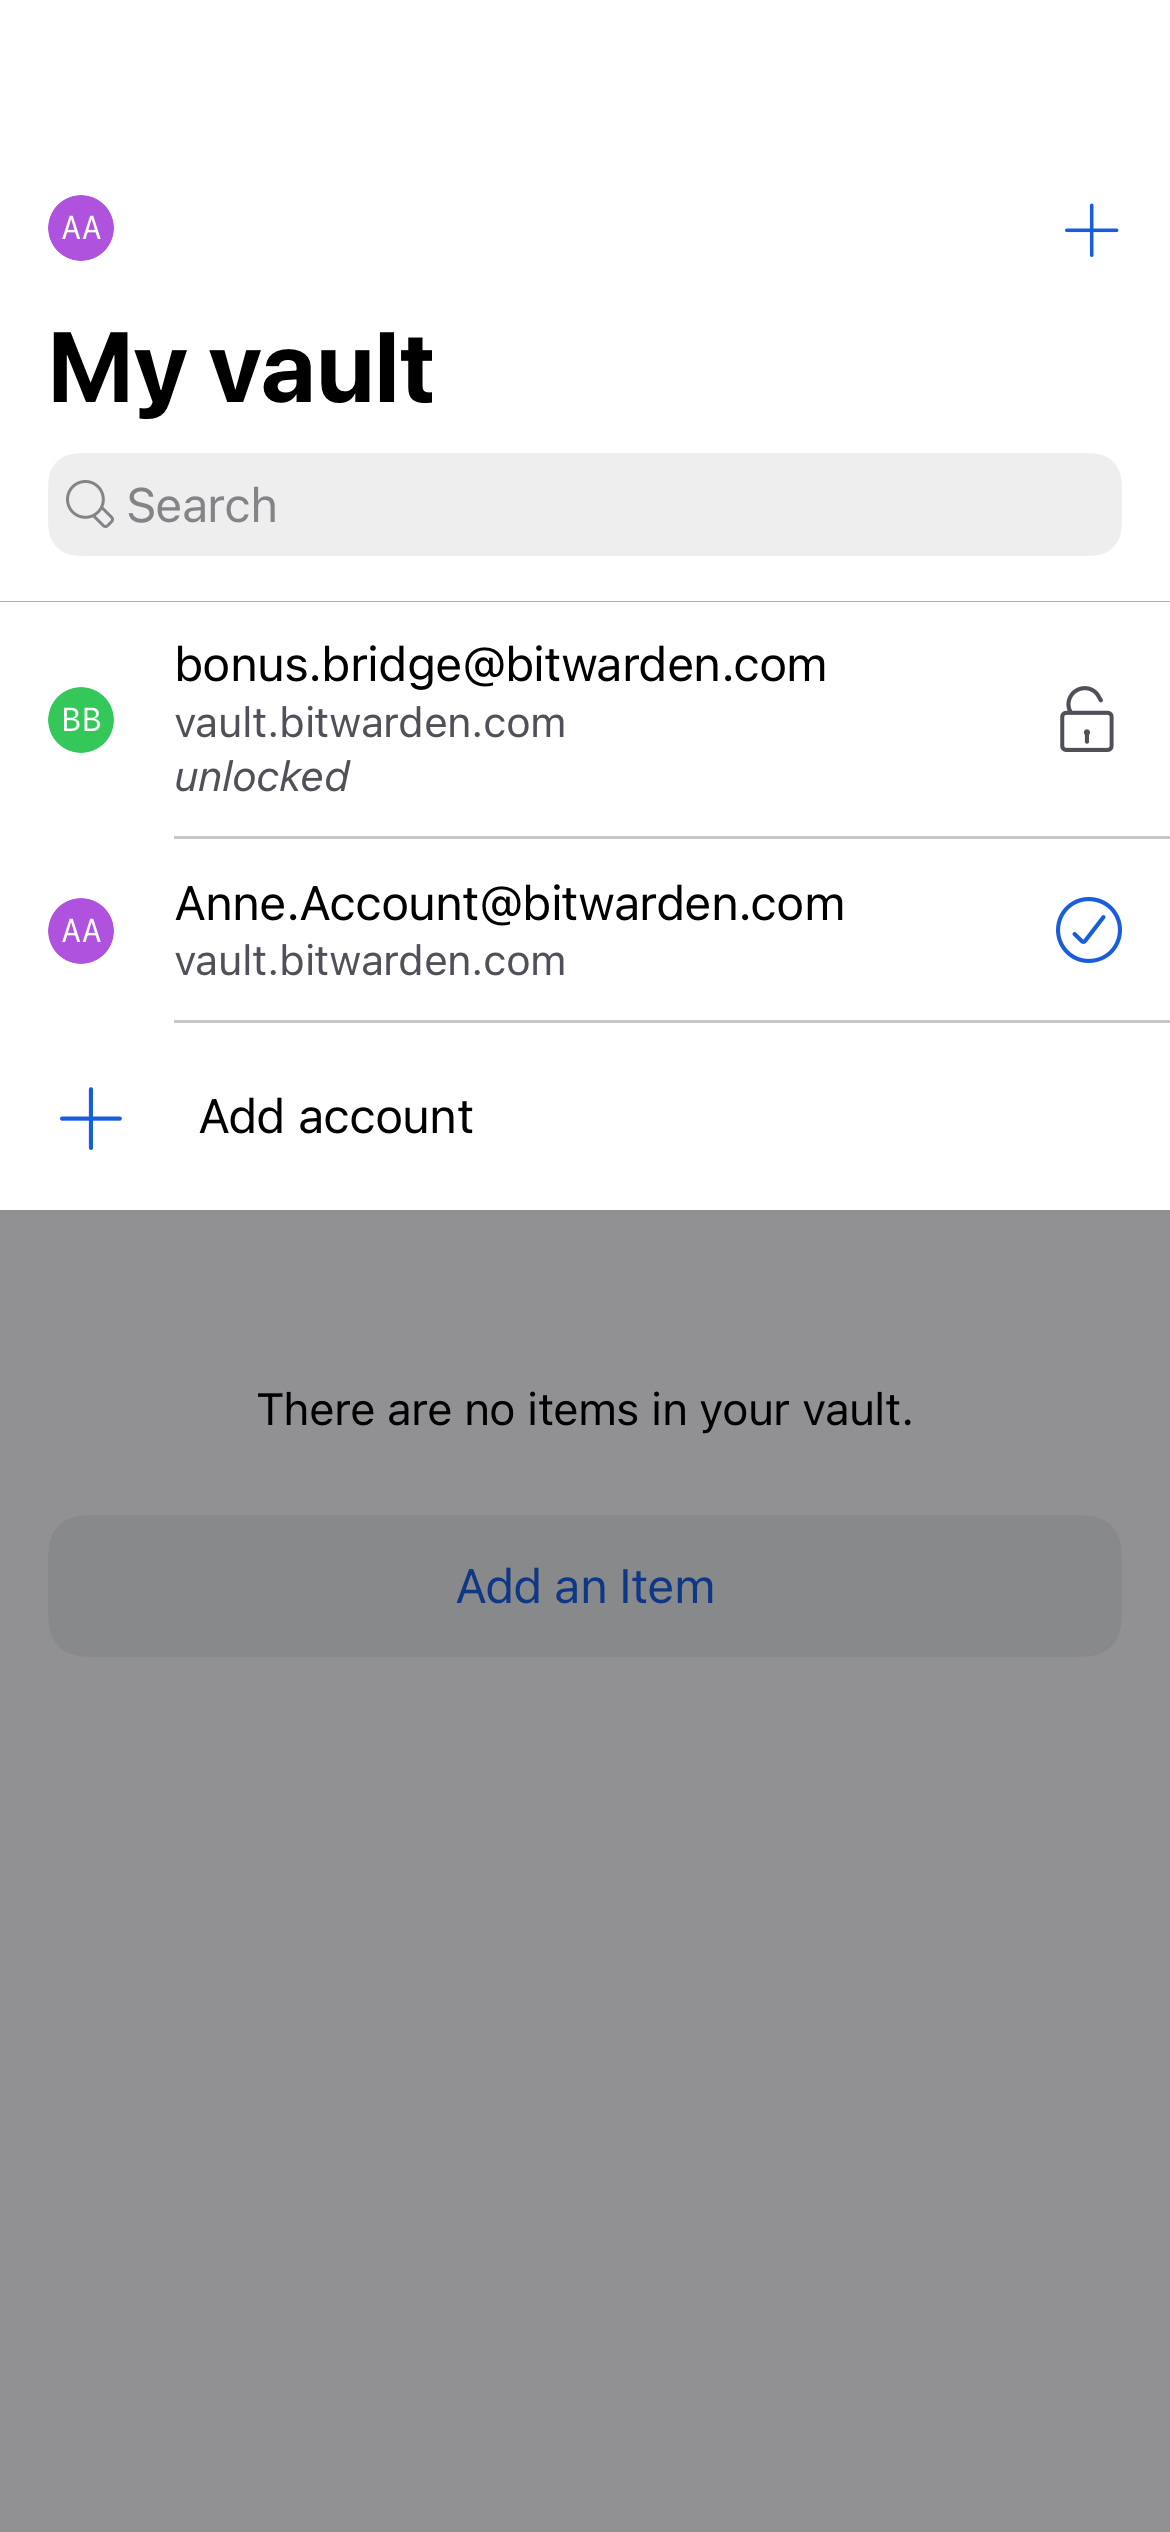 AA
My vault
Search
BB
bonus.bridge@bitwarden.com
vault.bitwarden.com
unlocked
AA
Anne.Account@bitwarden.com
vault.bitwarden.com
Add account
There are no items in your vault.
Add an Item